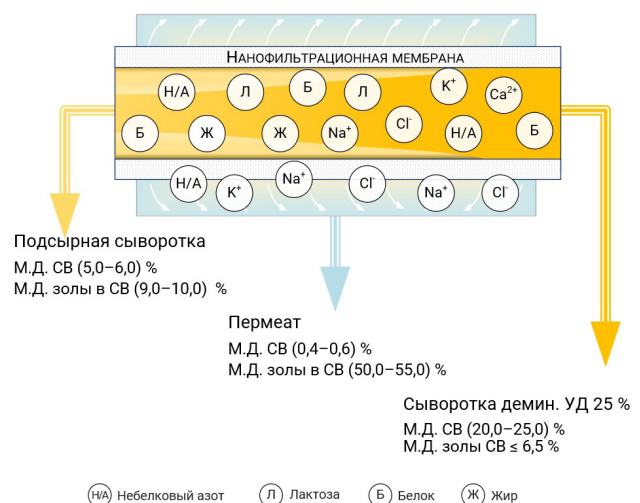 Нанофильтрационная мембрана
Н/А Л Б Л K⁺ Ca²⁺
Б Ж Ж Na⁺ Cl⁻ Н/А Б
Н/А K⁺ Na⁺ Cl⁻ Na⁺ Cl⁻
Подсырная сыворотка
М.Д. СВ (5,0–6,0) %
М.Д. золы в СВ (9,0–10,0) %
Пермеат
М.Д. СВ (0,4–0,6) %
М.Д. золы в СВ (50,0–55,0) %
Сыворотка демин. УД 25 %
М.Д. СВ (20,0–25,0) %
М.Д. золы СВ ≤ 6,5 %
Н/А Небелковый азот Л Лактоза Б Белок Ж Жир